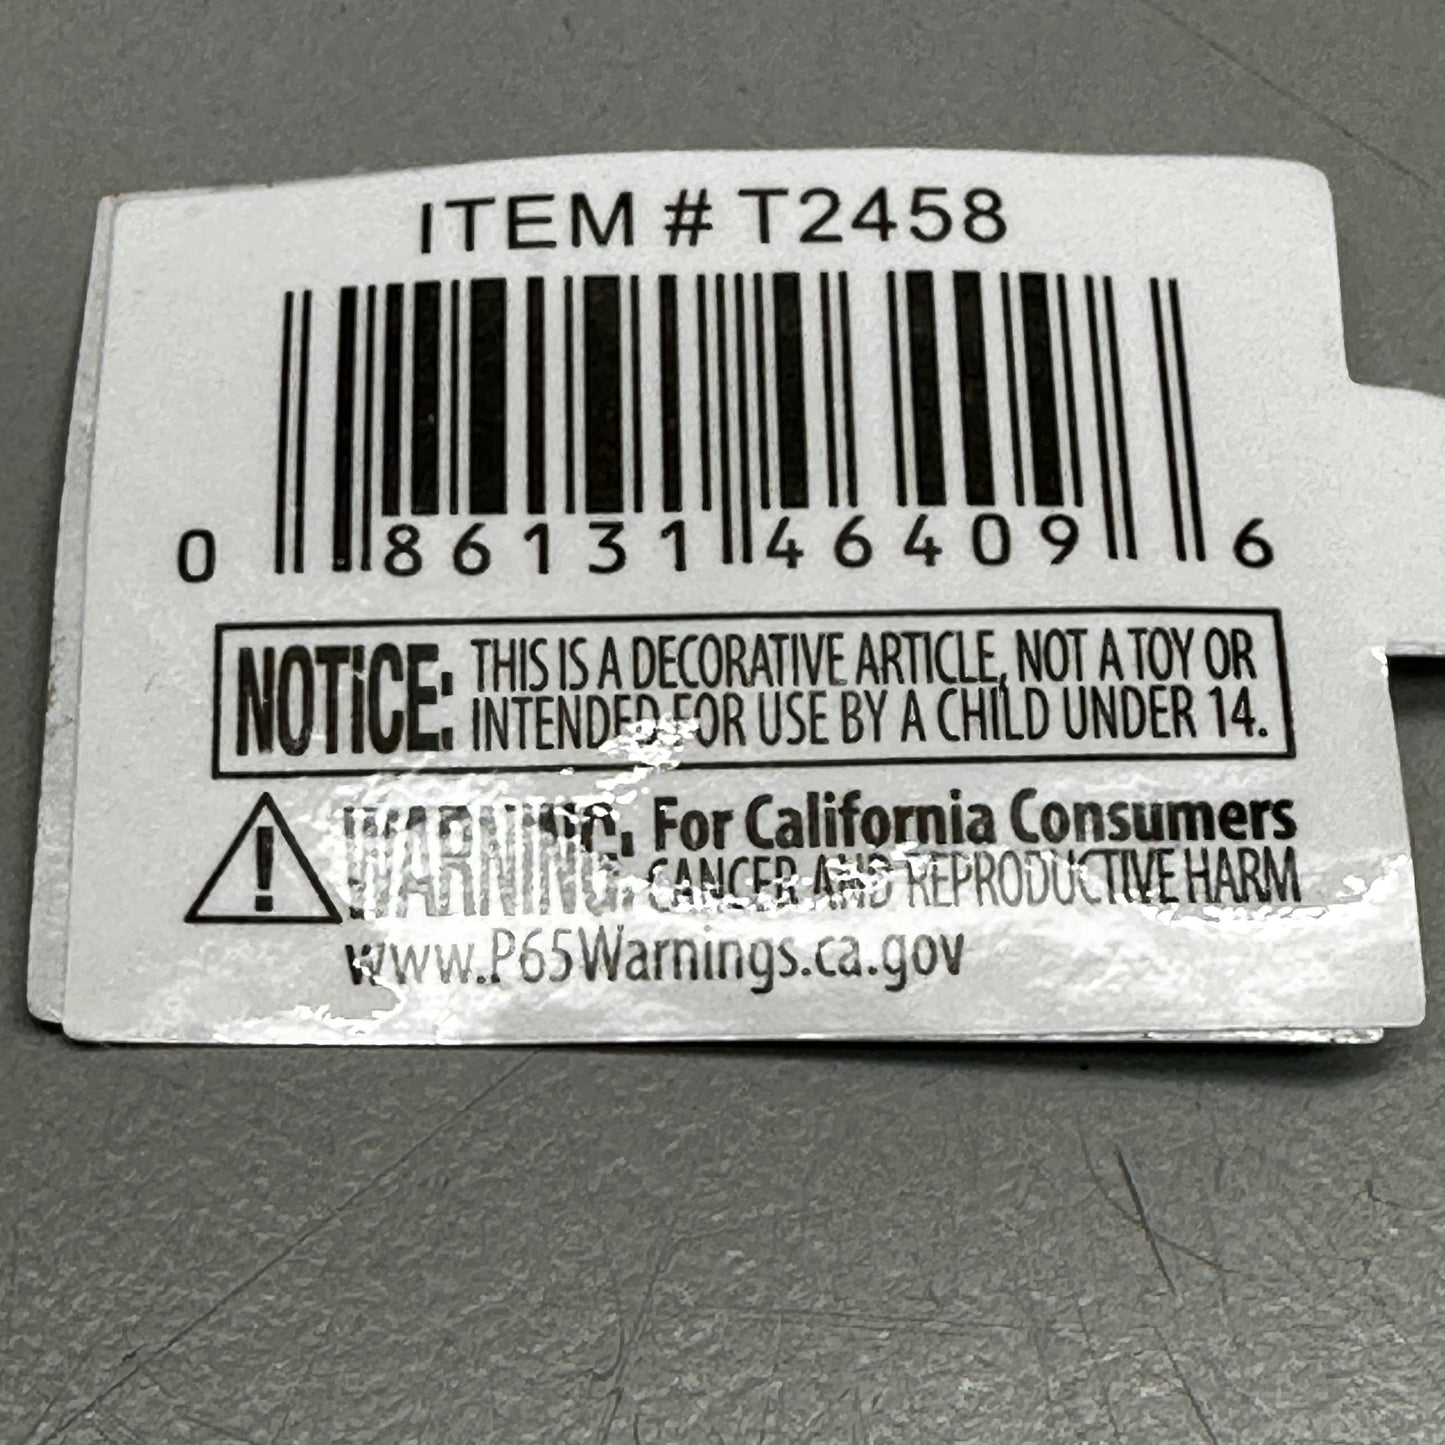 ITEM # T2458
0 86131 46409 6
NOTiCE: THIS IS A DECORATIVE ARTICLE, NOT A TOY OR
INTENDED FOR USE BY A CHILD UNDER 14.
WARNING: For California Consumers
CANCER AND REPRODUCTIVE HARM
www.P65Warnings.ca.gov